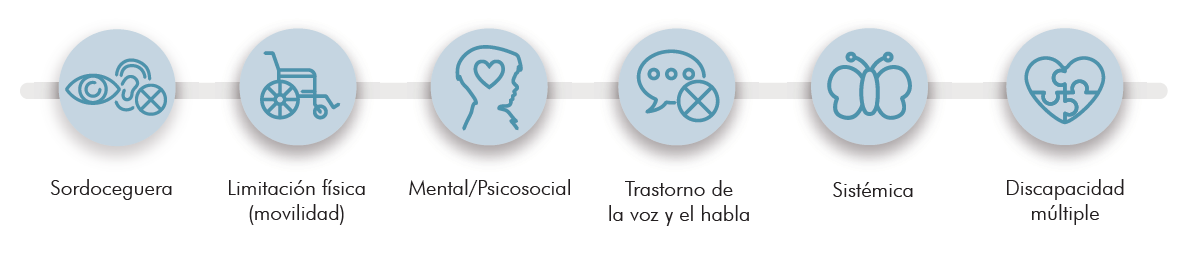 Sordoceguera
Limitación física
(movilidad)
Mental/Psicosocial
Trastorno de
la voz y el habla
Sistémica
Discapacidad
múltiple